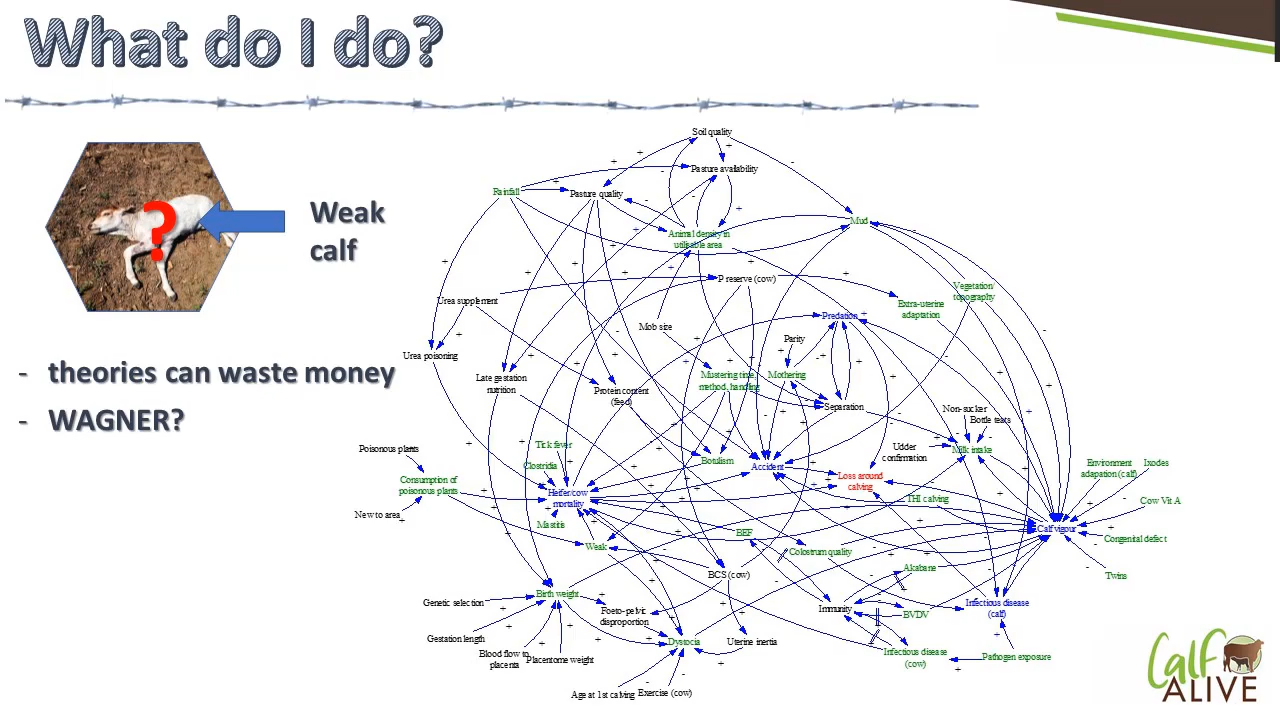 What do I do?
?
Weak
calf
- theories can waste money
- WAGNER?
Soil quality
Pasture availability
Rainfall
Pasture quality
Mud
Animal density in
utilisable area
P reserve (cow)
Vegetation/
topography
Extra-uterine
adaptation
Urea supplement
Predation
Mob size
Parity
Urea poisoning
Late gestation
nutrition
Protein content
(feed)
Mustering time,
method, handling
Mothering
Separation
Non-sucker
Bottle teats
Poisonous plants
Tick fever
Udder
confirmation
Milk intake
Clostridia
Botulism
Accident
Environment
adaptation (calf)
Ixodes
Consumption of
poisonous plants
Heifer/cow
mortality
Loss around
calving
THI calving
Cow Vit A
New to area
Mastitis
Calf vigour
BEF
Congenital defect
Weak
Colostrum quality
BCS (cow)
Akabane
Twins
Birth weight
Genetic selection
Foeto-pelvic
disproportion
Immunity
BVDV
Infectious disease
(calf)
Gestation length
Dystocia
Uterine inertia
Blood flow to
placenta
Placentome weight
Infectious disease
(cow)
Pathogen exposure
Age at 1st calving
Exercise (cow)
Calf
ALIVE